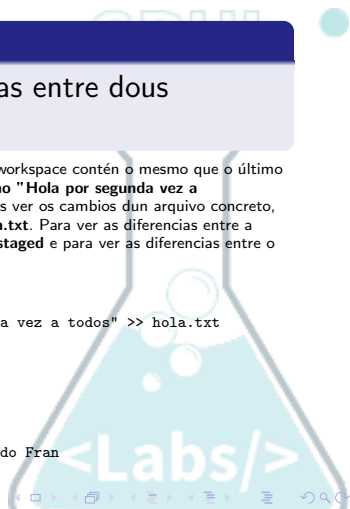 as entre dous
workspace contén o mesmo que o último
no "Hola por segunda vez a
s ver os cambios dun arquivo concreto,
a.txt. Para ver as diferencias entre a
staged e para ver as diferencias entre o
a vez a todos" >> hola.txt
do Fran
<Labs/>